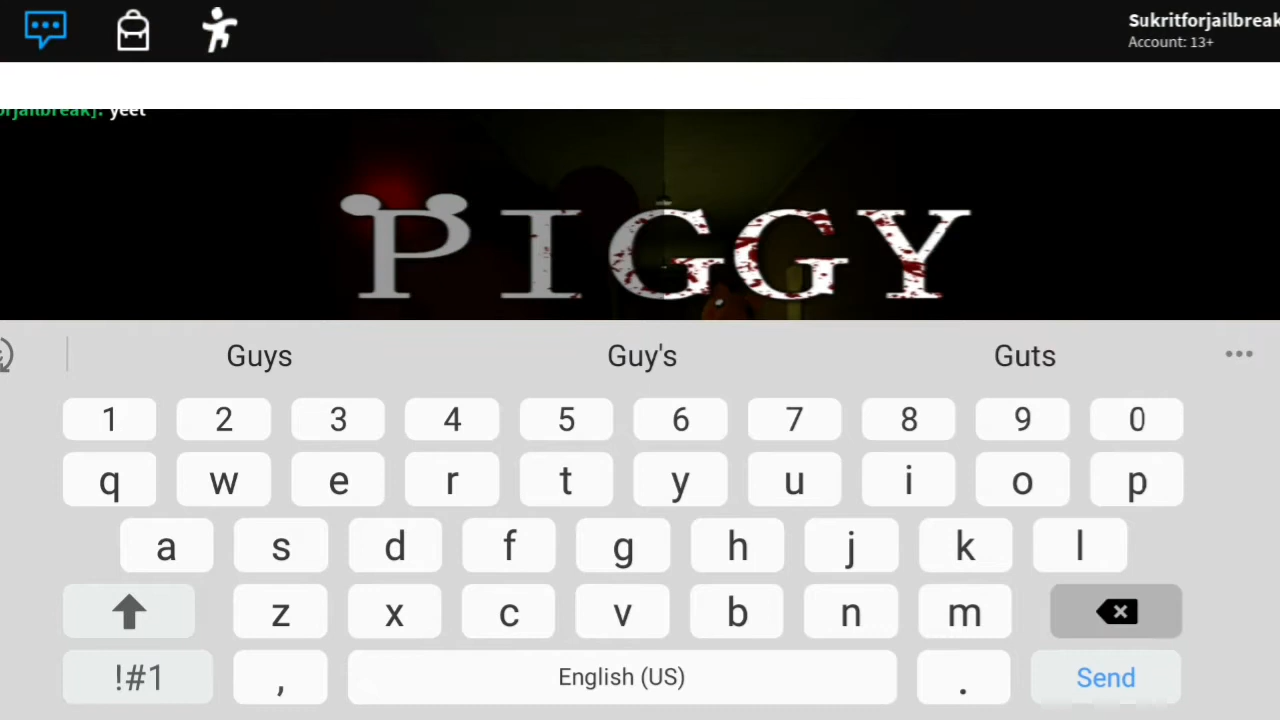 Sukritforjailbreak
Account: 13+
orjailbreak]: yeet
PIGGY
Guys Guy's Guts
1 2 3 4 5 6 7 8 9 0
q w e r t y u i o p
a s d f g h j k l
z x c v b n m
!#1 , English (US) . Send